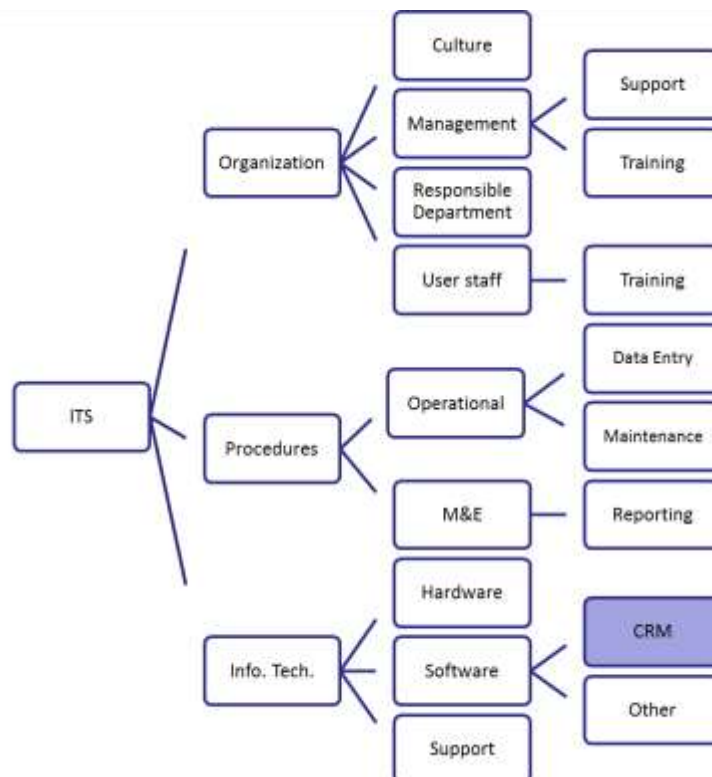 Culture
Support
Management
Organization
Training
Responsible
Department
User staff
Training
Data Entry
ITS
Operational
Procedures
Maintenance
M&E
Reporting
Hardware
CRM
Info. Tech.
Software
Other
Support